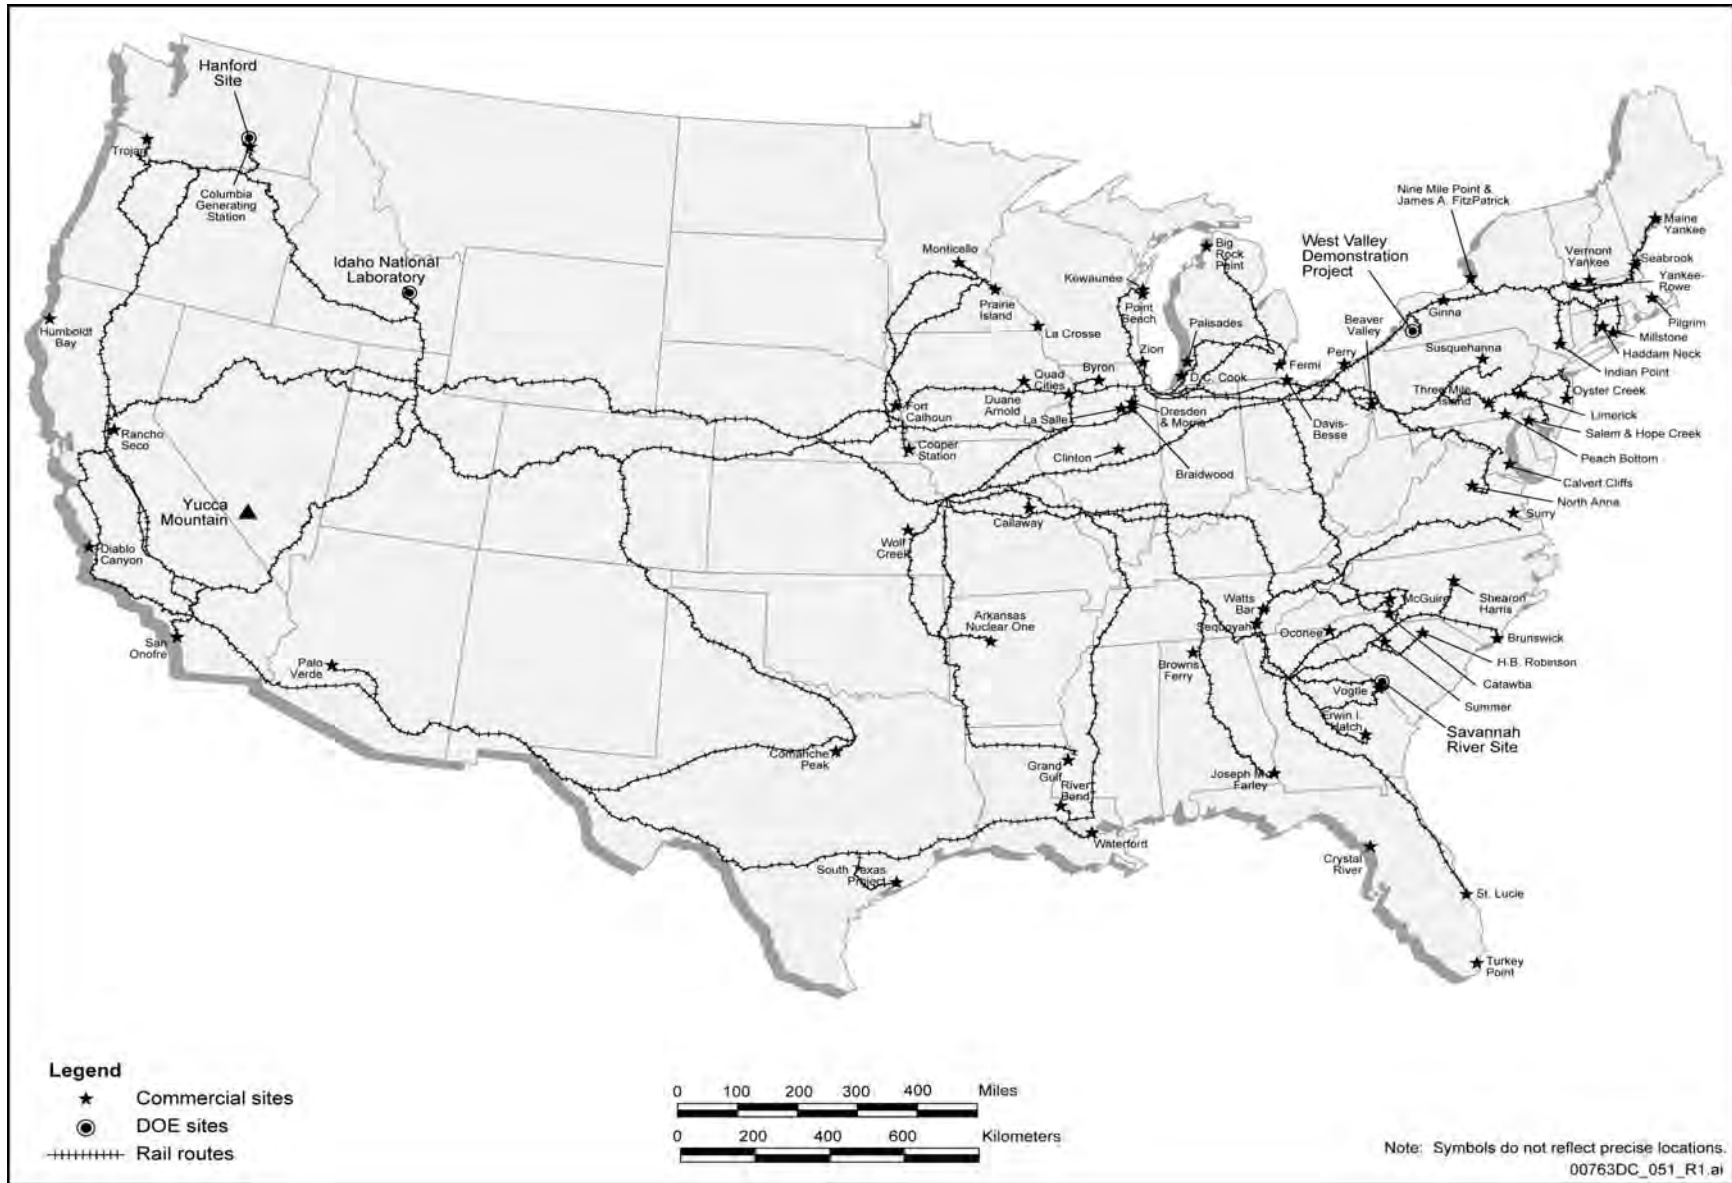 Hanford
Site
Trojan
Columbia
Generating
Station
Idaho National
Laboratory
Humboldt
Bay
Rancho
Seco
Yucca
Mountain
Diablo
Canyon
San
Onofre
Palo
Verde
Monticello
Prairie
Island
La Crosse
Kewaunee
Point
Beach
Big
Rock
Point
Palisades
Zion
D.C. Cook
Fermi
Perry
Beaver
Valley
Davis-
Besse
Quad
Cities
Byron
Duane
Arnold
La Salle
Dresden
& Morris
Braidwood
Clinton
Fort
Calhoun
Cooper
Station
Callaway
Wolf
Creek
Arkansas
Nuclear One
Comanche
Peak
South Texas
Project
Grand
Gulf
River
Bend
Waterford
Browns
Ferry
Watts
Bar
Sequoyah
Oconee
McGuire
Shearon
Harris
Brunswick
H.B. Robinson
Catawba
Summer
Vogtle
Savannah
River Site
Erwin I.
Hatch
Joseph M.
Farley
Crystal
River
St. Lucie
Turkey
Point
Nine Mile Point &
James A. FitzPatrick
West Valley
Demonstration
Project
Vermont
Yankee
Maine
Yankee
Seabrook
Yankee-
Rowe
Pilgrim
Millstone
Haddam Neck
Indian Point
Ginna
Susquehanna
Three Mile
Island
Oyster Creek
Limerick
Salem & Hope Creek
Peach Bottom
Calvert Cliffs
North Anna
Surry
Legend
Commercial sites
DOE sites
Rail routes
0 100 200 300 400 Miles
0 200 400 600 Kilometers
Note: Symbols do not reflect precise locations.
00763DC_051_R1.ai